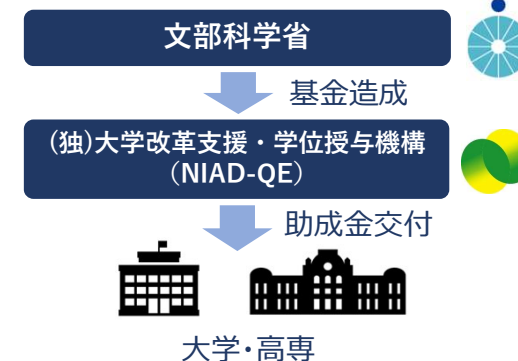 文部科学省
基金造成
(独)大学改革支援・学位授与機構
（NIAD-QE）
助成金交付
大学・高専